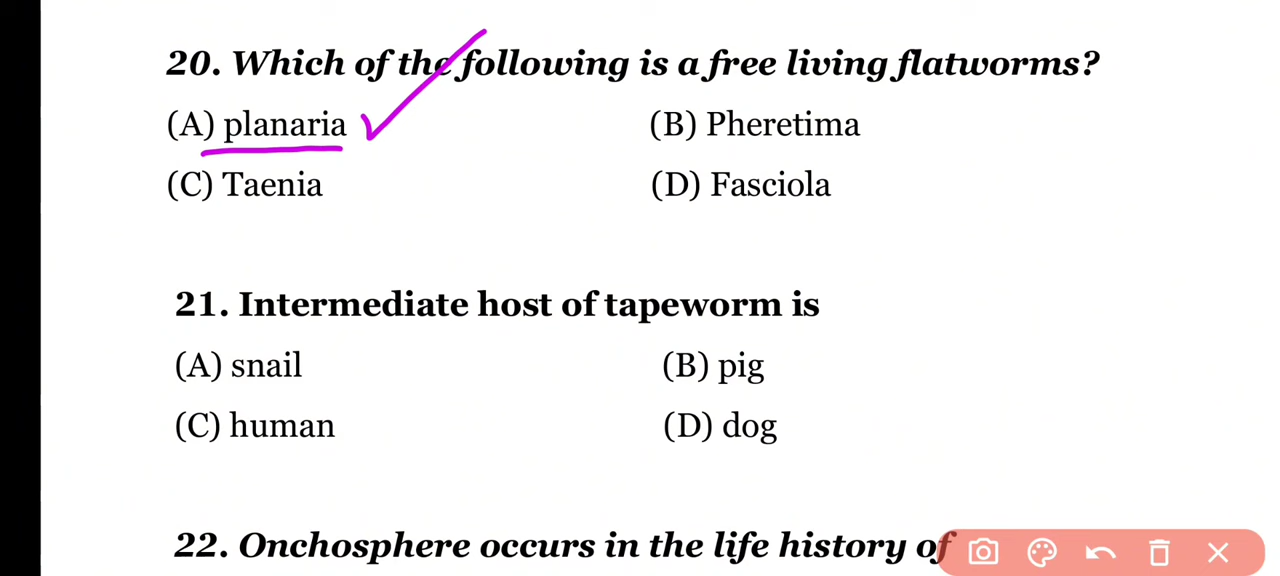 20. Which of the following is a free living flatworms?
(A) planaria (B) Pheretima
(C) Taenia (D) Fasciola
21. Intermediate host of tapeworm is
(A) snail (B) pig
(C) human (D) dog
22. Onchosphere occurs in the life history of